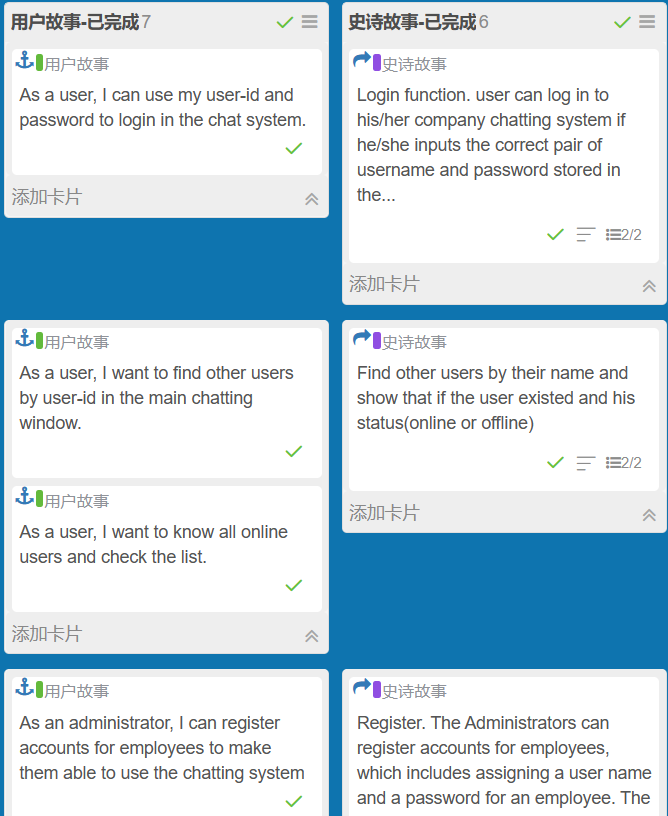 用户故事-已完成 7
用户故事
As a user, I can use my user-id and
password to login in the chat system.
添加卡片
用户故事
As a user, I want to find other users
by user-id in the main chatting
window.
用户故事
As a user, I want to know all online
users and check the list.
添加卡片
用户故事
As an administrator, I can register
accounts for employees to make
them able to use the chatting system
史诗故事-已完成 6
史诗故事
Login function. user can log in to
his/her company chatting system if
he/she inputs the correct pair of
username and password stored in
the...
2/2
添加卡片
史诗故事
Find other users by their name and
show that if the user existed and his
status(online or offline)
2/2
添加卡片
史诗故事
Register. The Administrators can
register accounts for employees,
which includes assigning a user name
and a password for an employee. The